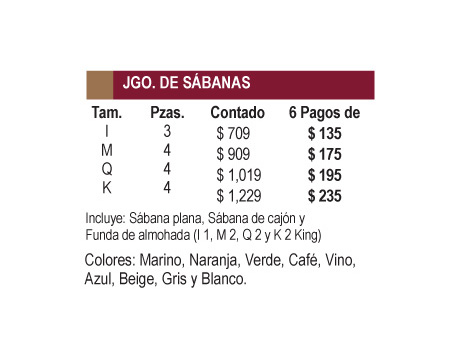 JGO. DE SÁBANAS
Tam. Pzas. Contado 6 Pagos de
I 3 $ 709 $ 135
M 4 $ 909 $ 175
Q 4 $ 1,019 $ 195
K 4 $ 1,229 $ 235
Incluye: Sábana plana, Sábana de cajón y
Funda de almohada (I 1, M 2, Q 2 y K 2 King)
Colores: Marino, Naranja, Verde, Café, Vino,
Azul, Beige, Gris y Blanco.